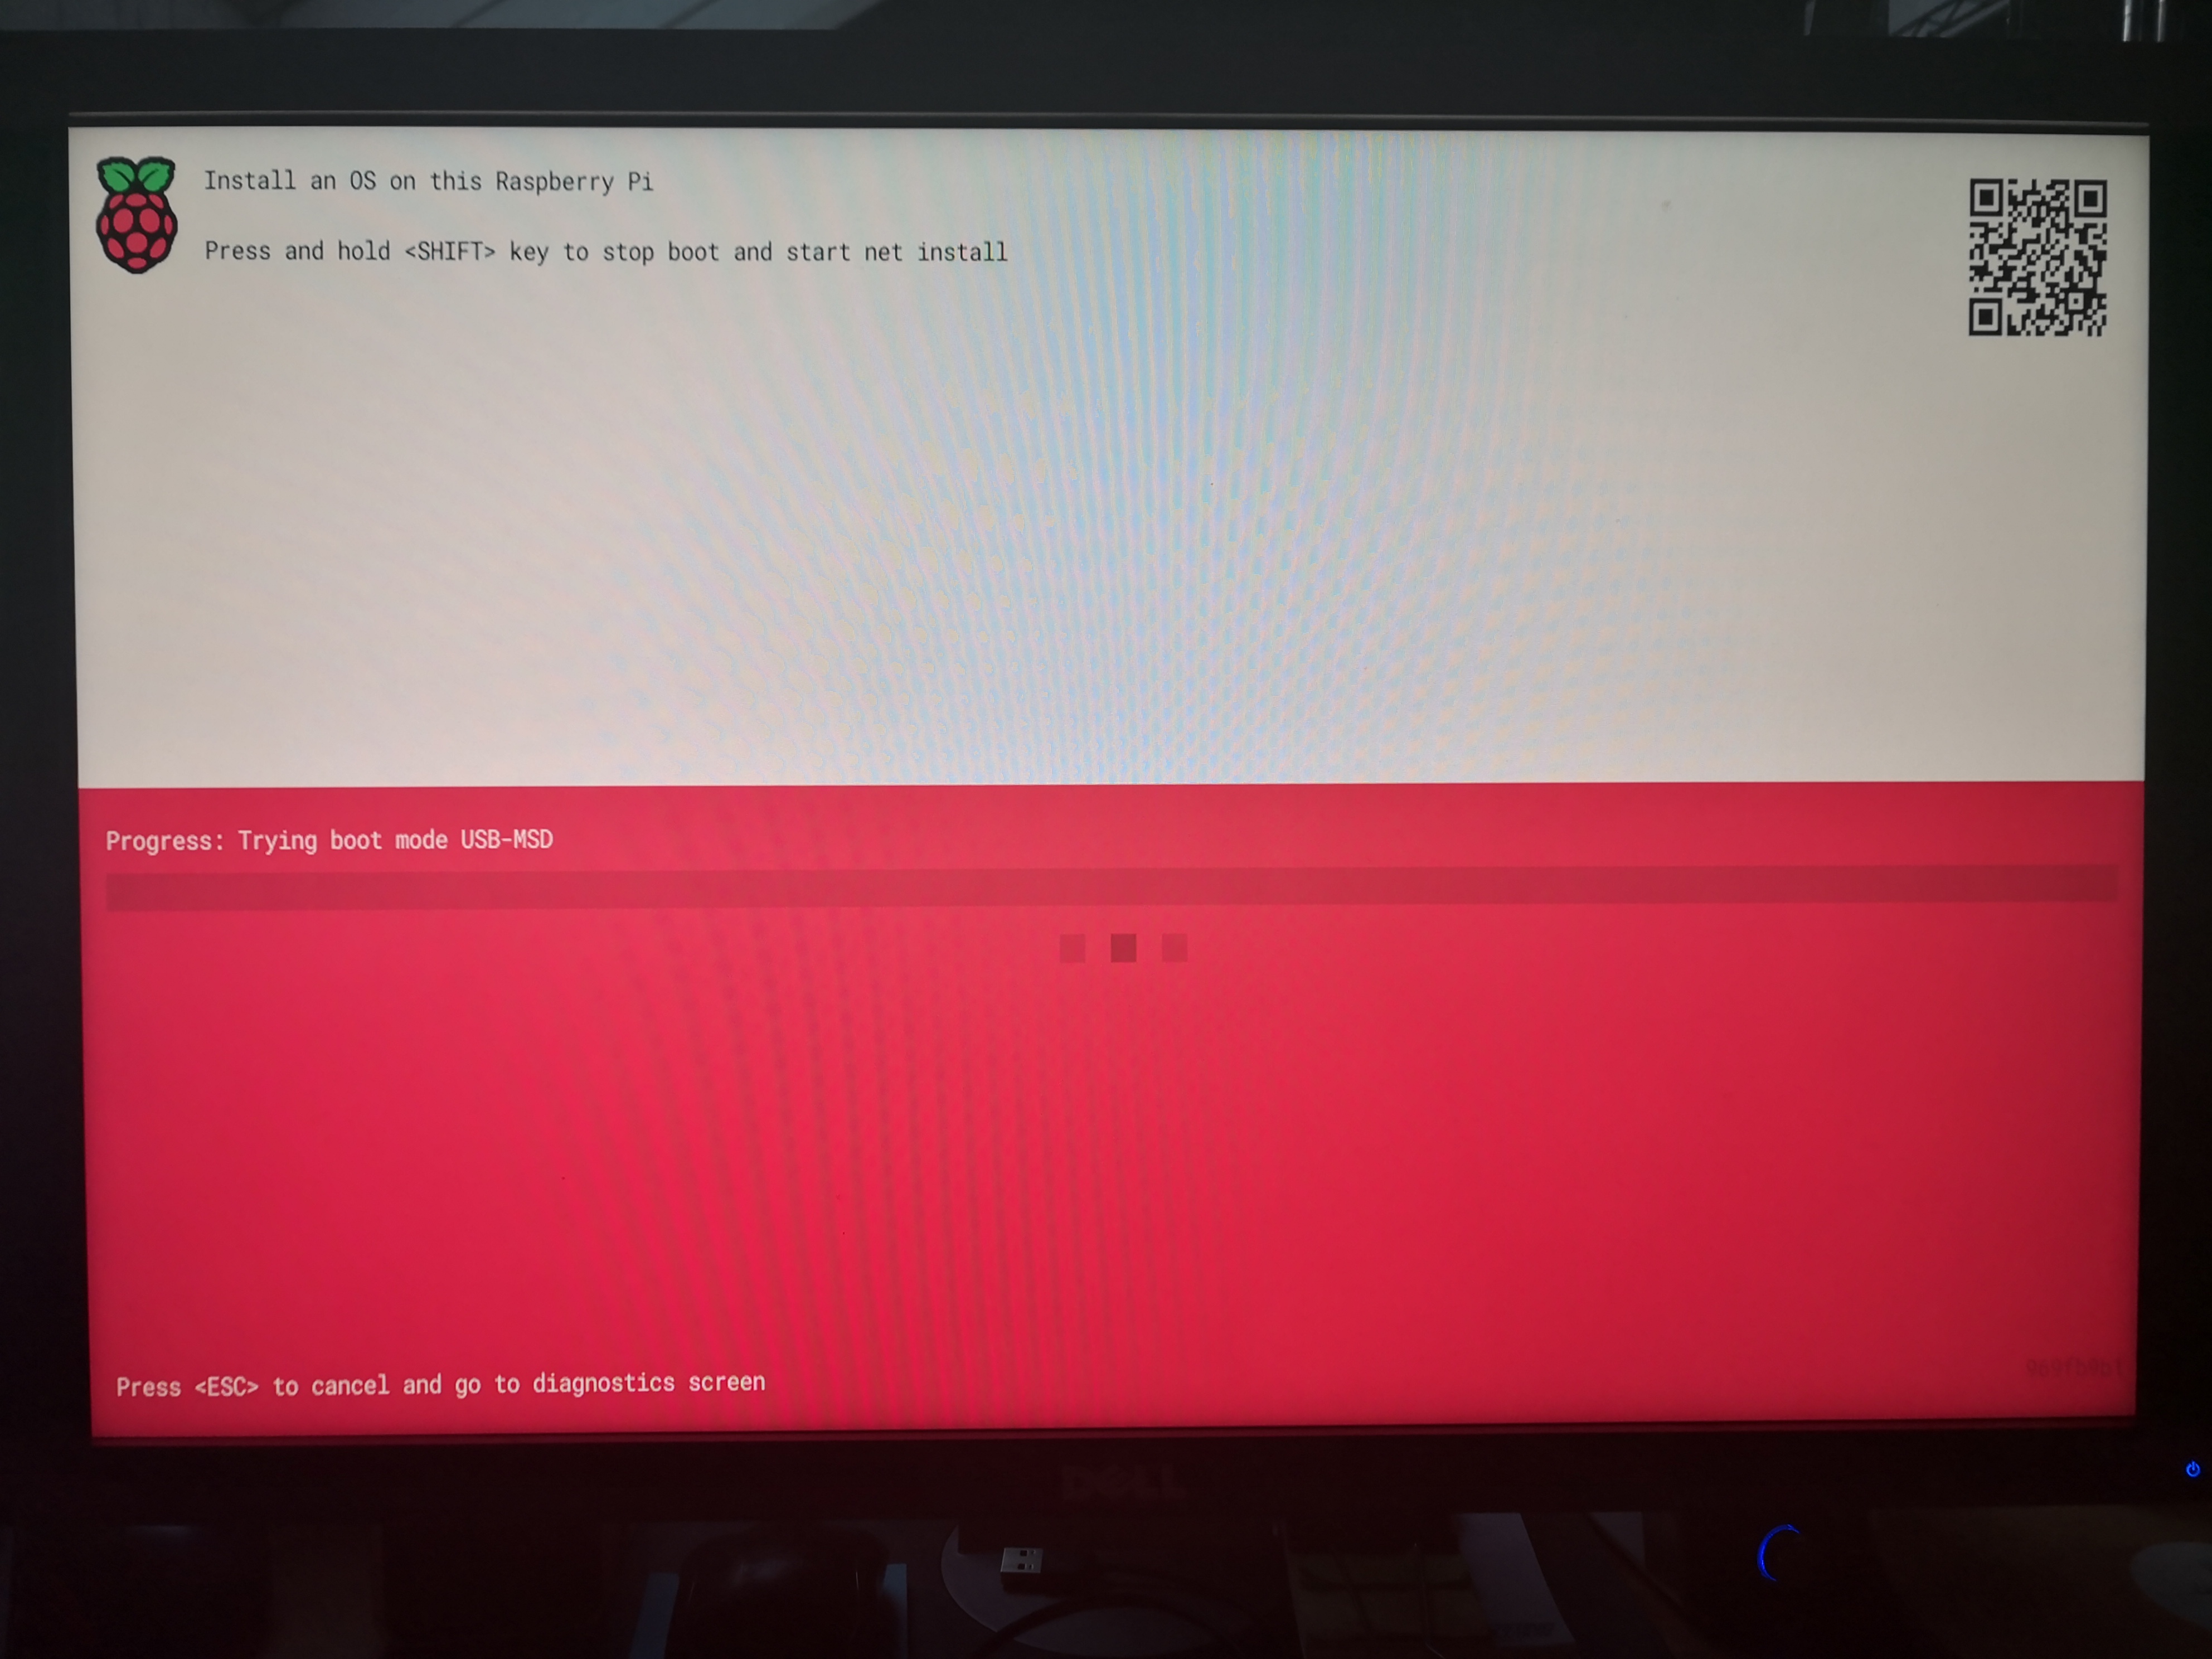 Install an OS on this Raspberry Pi
Press and hold <SHIFT> key to stop boot and start net install
Progress: Trying boot mode USB-MSD
Press <ESC> to cancel and go to diagnostics screen
DELL